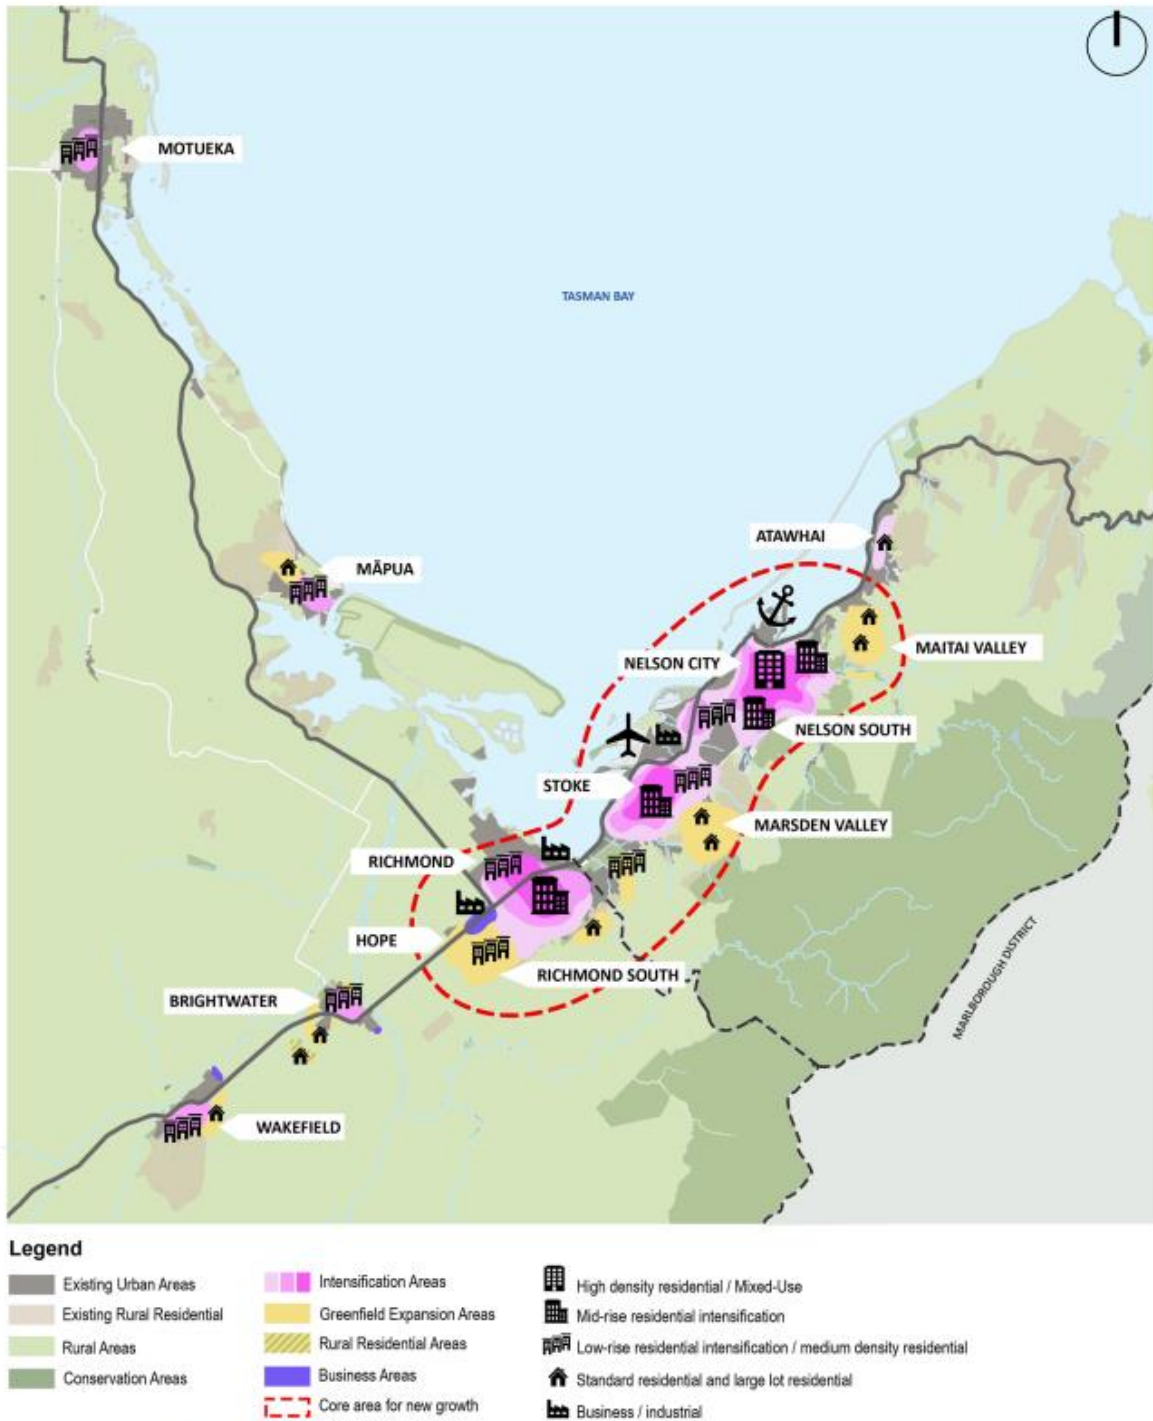 MOTUEKA
TASMAN BAY
ATAWHAI
MĀPUA
MAITAI VALLEY
NELSON CITY
NELSON SOUTH
STOKE
MARSDEN VALLEY
RICHMOND
HOPE
RICHMOND SOUTH
MARLBOROUGH DISTRICT
BRIGHTWATER
WAKEFIELD
Legend
Existing Urban Areas
Existing Rural Residential
Rural Areas
Conservation Areas
Intensification Areas
Greenfield Expansion Areas
Rural Residential Areas
Business Areas
Core area for new growth
High density residential / Mixed-Use
Mid-rise residential intensification
Low-rise residential intensification / medium density residential
Standard residential and large lot residential
Business / industrial